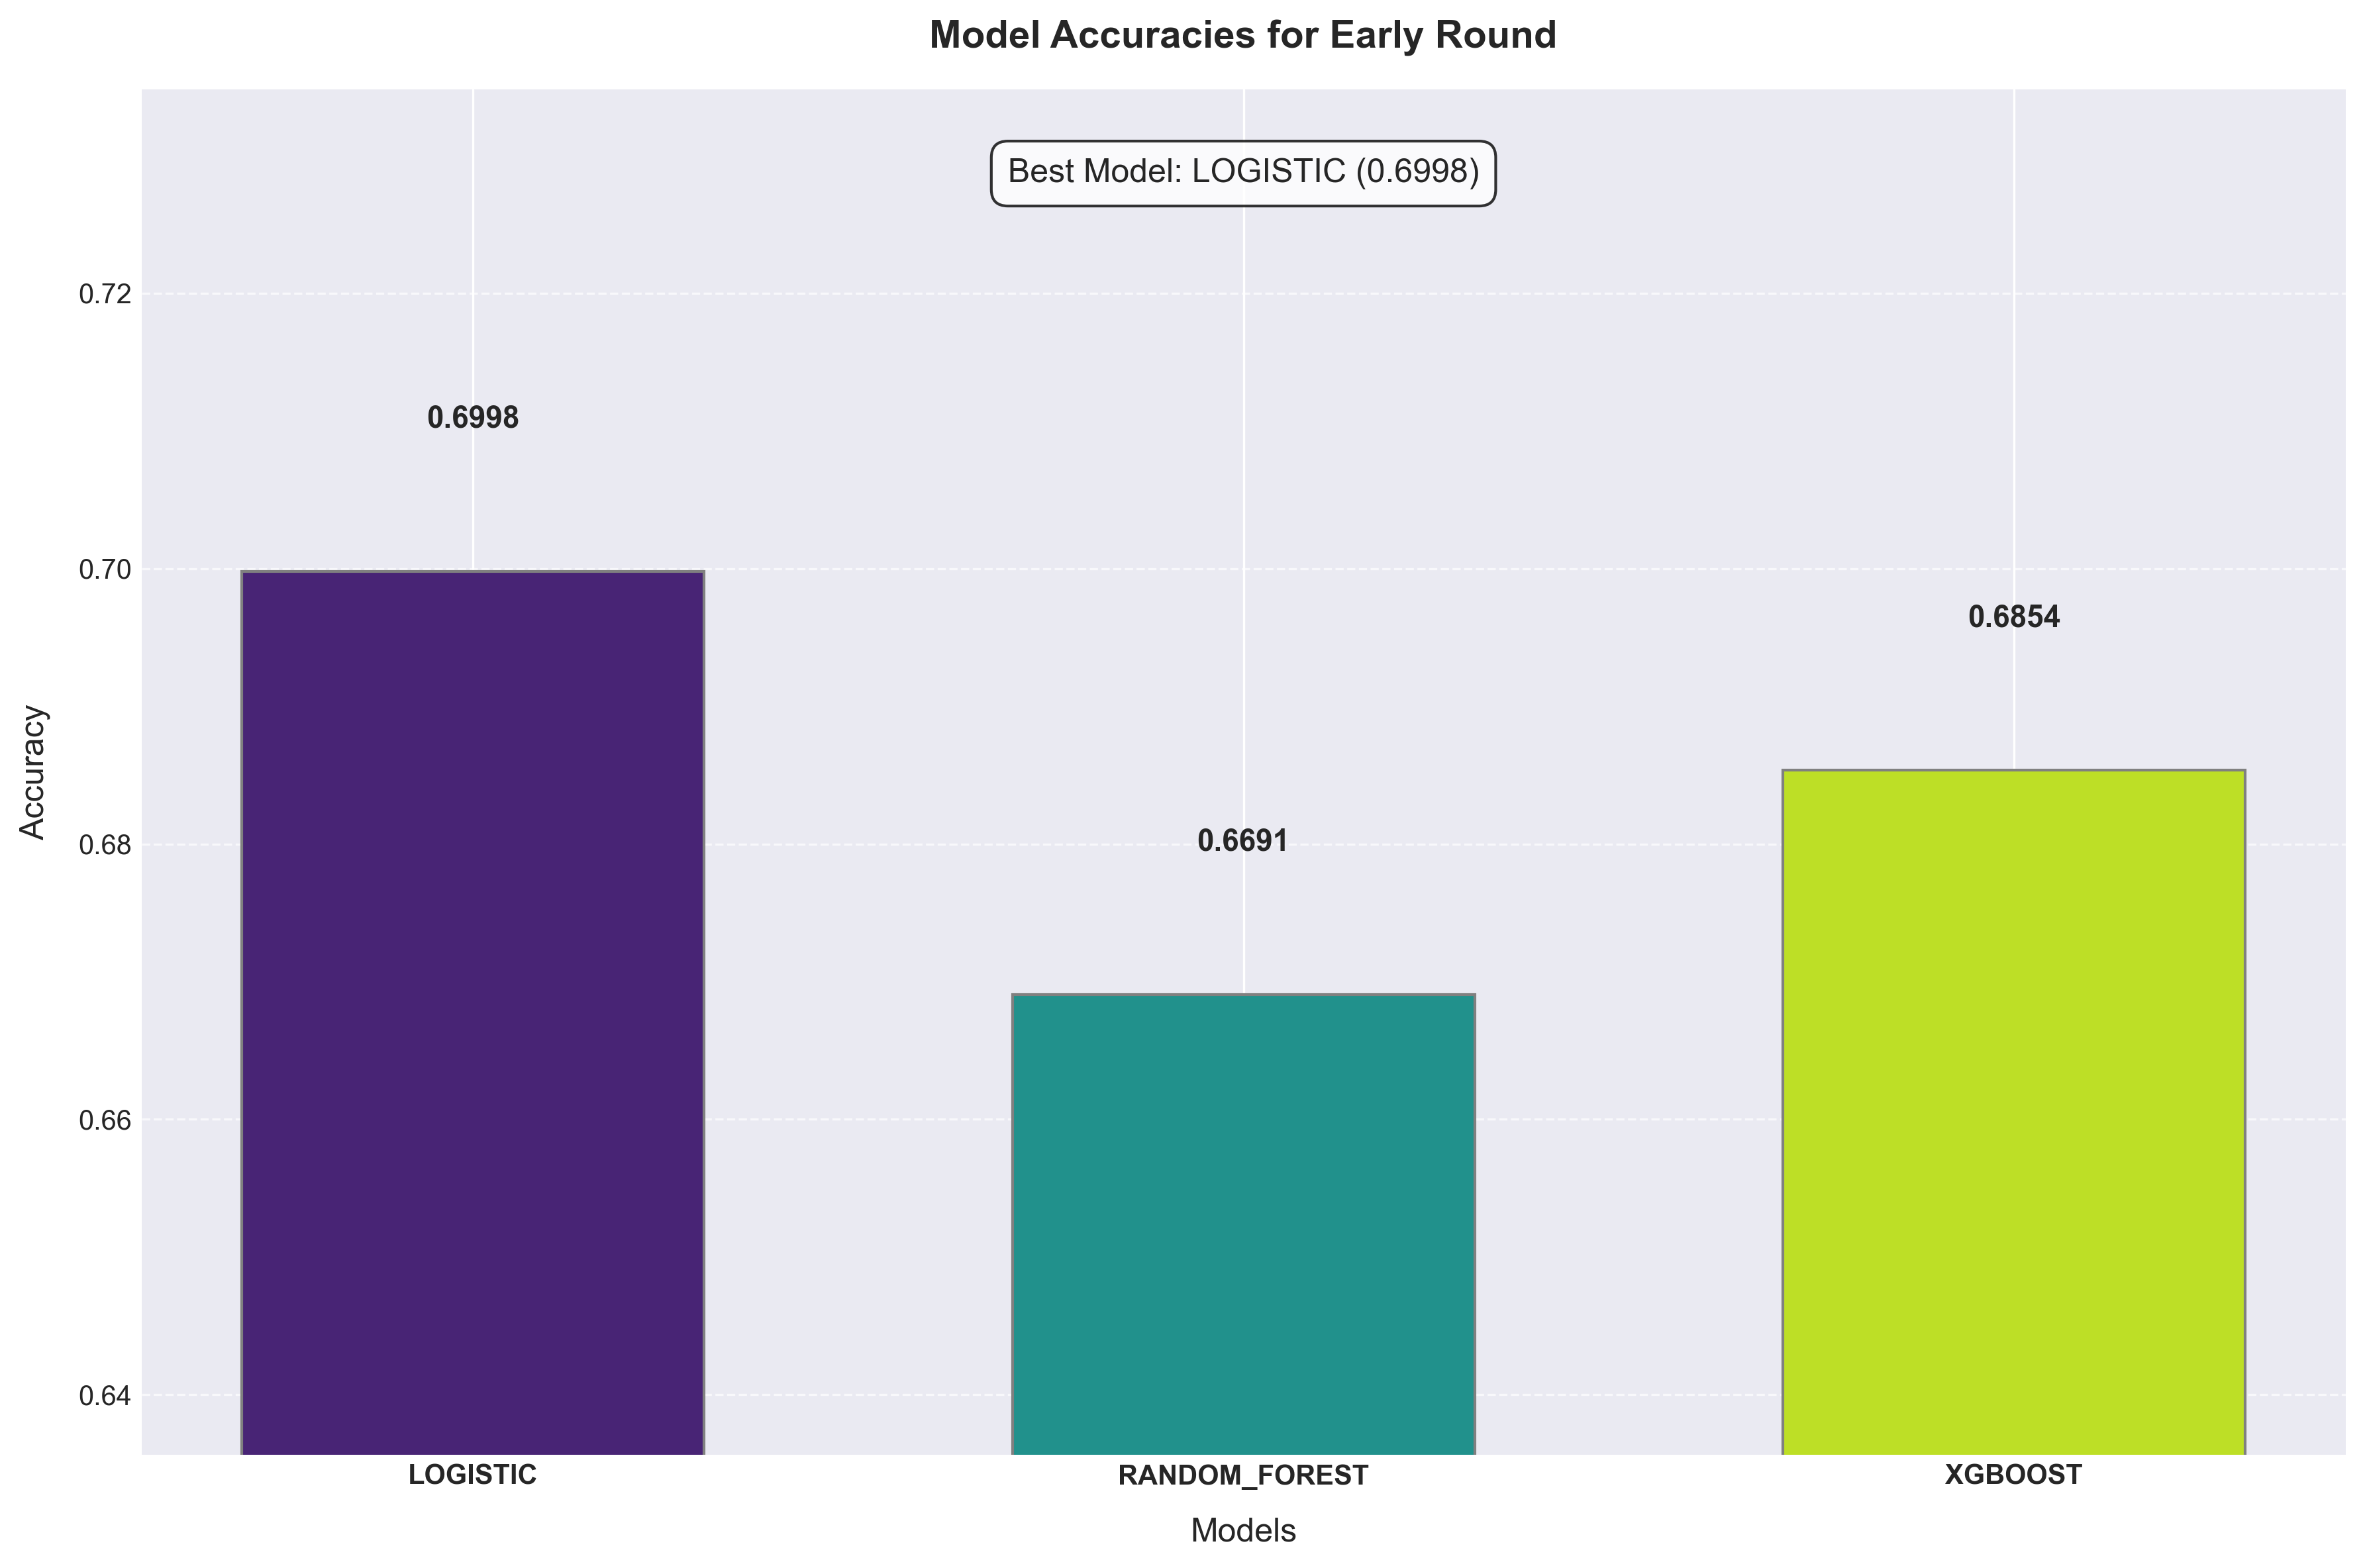 Model Accuracies for Early Round
Best Model: LOGISTIC (0.6998)
0.72
0.70
0.68
0.66
0.64
Accuracy
0.6998
0.6691
0.6854
LOGISTIC
RANDOM_FOREST
XGBOOST
Models